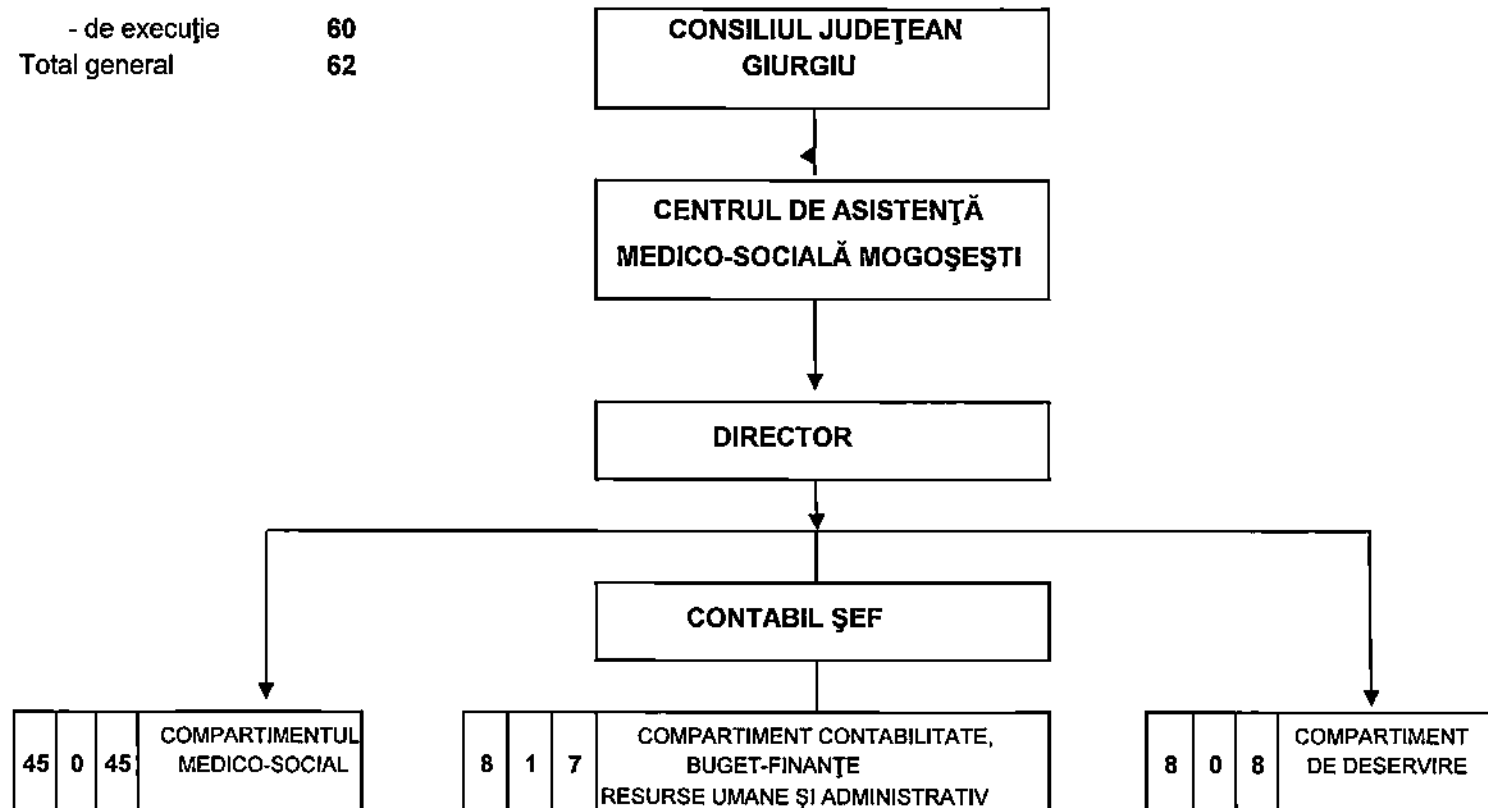 - de execuţie 60
Total general 62
CONSILIUL JUDEŢEAN
GIURGIU
CENTRUL DE ASISTENŢĂ
MEDICO-SOCIALĂ MOGOŞEŞTI
DIRECTOR
CONTABIL ŞEF
45 0 45 COMPARTIMENTUL
MEDICO-SOCIAL
8 1 7 COMPARTIMENT CONTABILITATE,
BUGET-FINANŢE
RESURSE UMANE ŞI ADMINISTRATIV
8 0 8 COMPARTIMENT
DE DESERVIRE